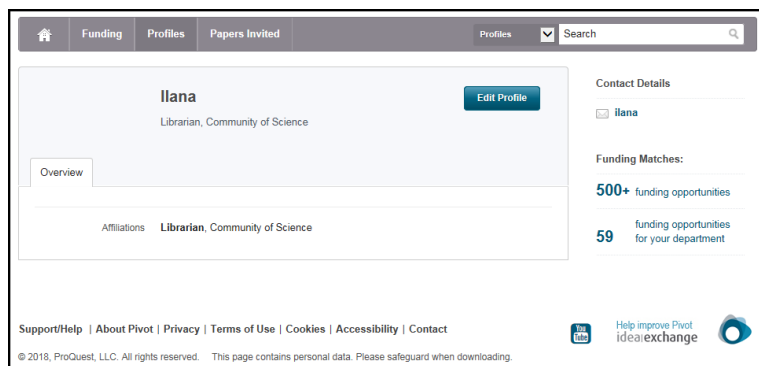 Funding Profiles Papers Invited Profiles Search
Ilana
Edit Profile
Librarian, Community of Science
Overview
Affiliations Librarian, Community of Science
Contact Details
ilana
Funding Matches:
500+ funding opportunities
59 funding opportunities
for your department
Support/Help | About Pivot | Privacy | Terms of Use | Cookies | Accessibility | Contact
© 2018, ProQuest, LLC. All rights reserved. This page contains personal data. Please safeguard when downloading.
You
Tube
Help improve Pivot
idea:exchange